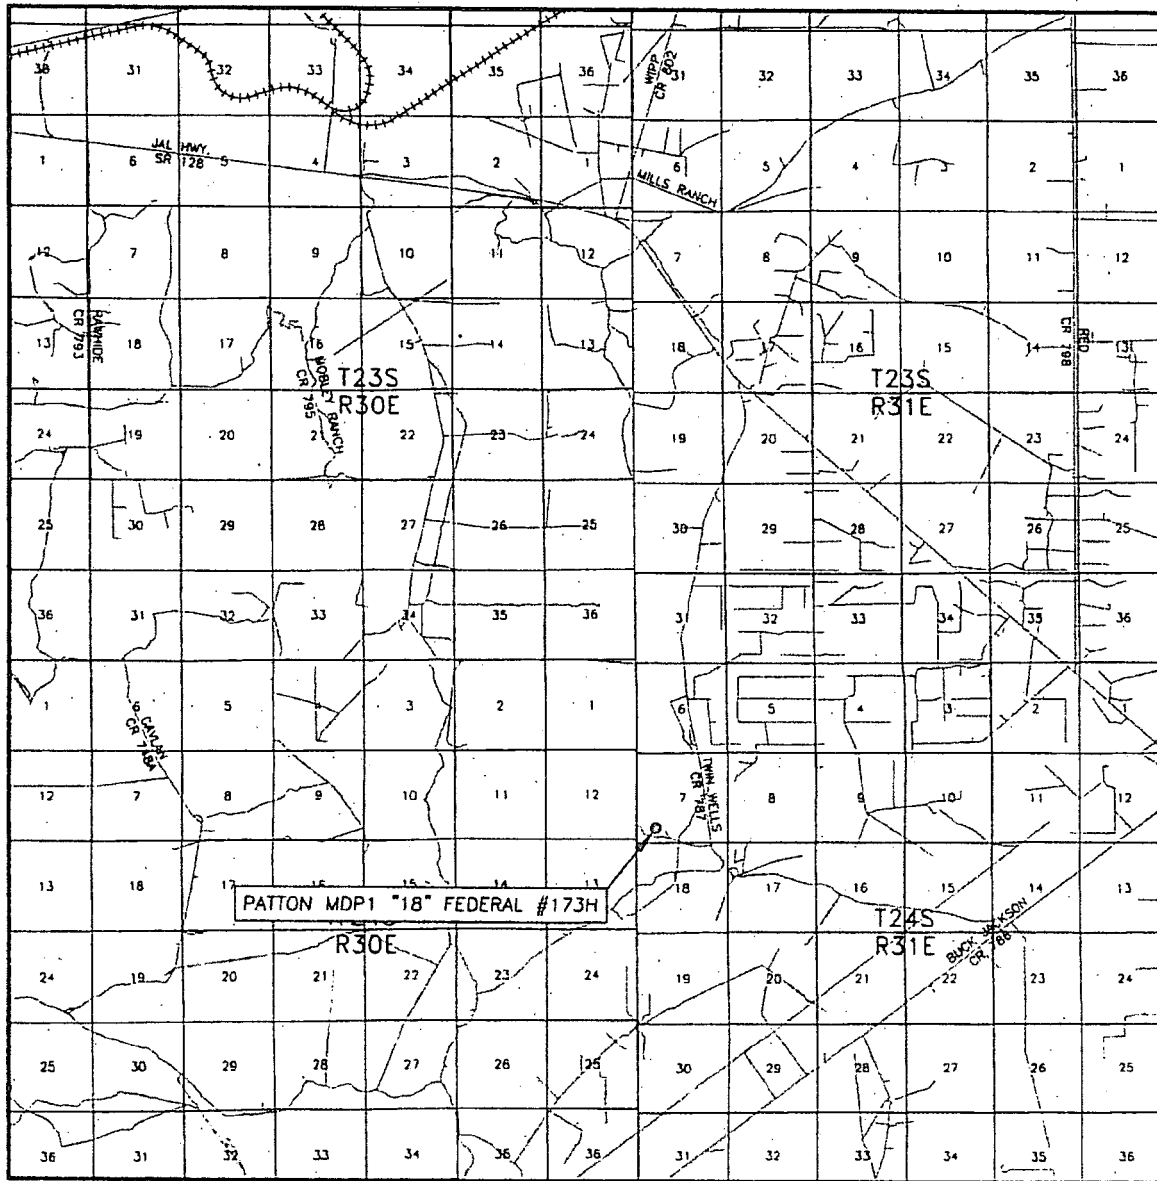 36 31 32 33 34 35 36 31 32 33 34 35 36
WIPP
CR 802
1 6 5 4 3 2 1 6 5 4 3 2 1
JAL HWY.
SR 128
MILLS RANCH
12 7 8 9 10 11 12 7 8 9 10 11 12
13 18 17 16 15 14 13 18 17 16 15 14 13
RAWHIDE
CR 793
MOBLEY RANCH
CR 795
RED
CR 798
T23S
R30E
T23S
R31E
24 19 20 21 22 23 24 19 20 21 22 23 24
25 30 29 28 27 26 25 30 29 28 27 26 25
36 31 32 33 34 35 36 31 32 33 34 35 36
1 6 5 4 3 2 1 6 5 4 3 2 1
CAVLAN
CR 748A
TWIN WELLS
CR 787
12 7 8 9 10 11 12 7 8 9 10 11 12
13 18 17 16 15 14 13 18 17 16 15 14 13
PATTON MDP1 "18" FEDERAL #173H
R30E
T24S
R31E
BUCK JACKSON
24 19 20 21 22 23 24 19 20 21 22 23 24
25 30 29 28 27 26 25 30 29 28 27 26 25
36 31 32 33 34 35 36 31 32 33 34 35 36